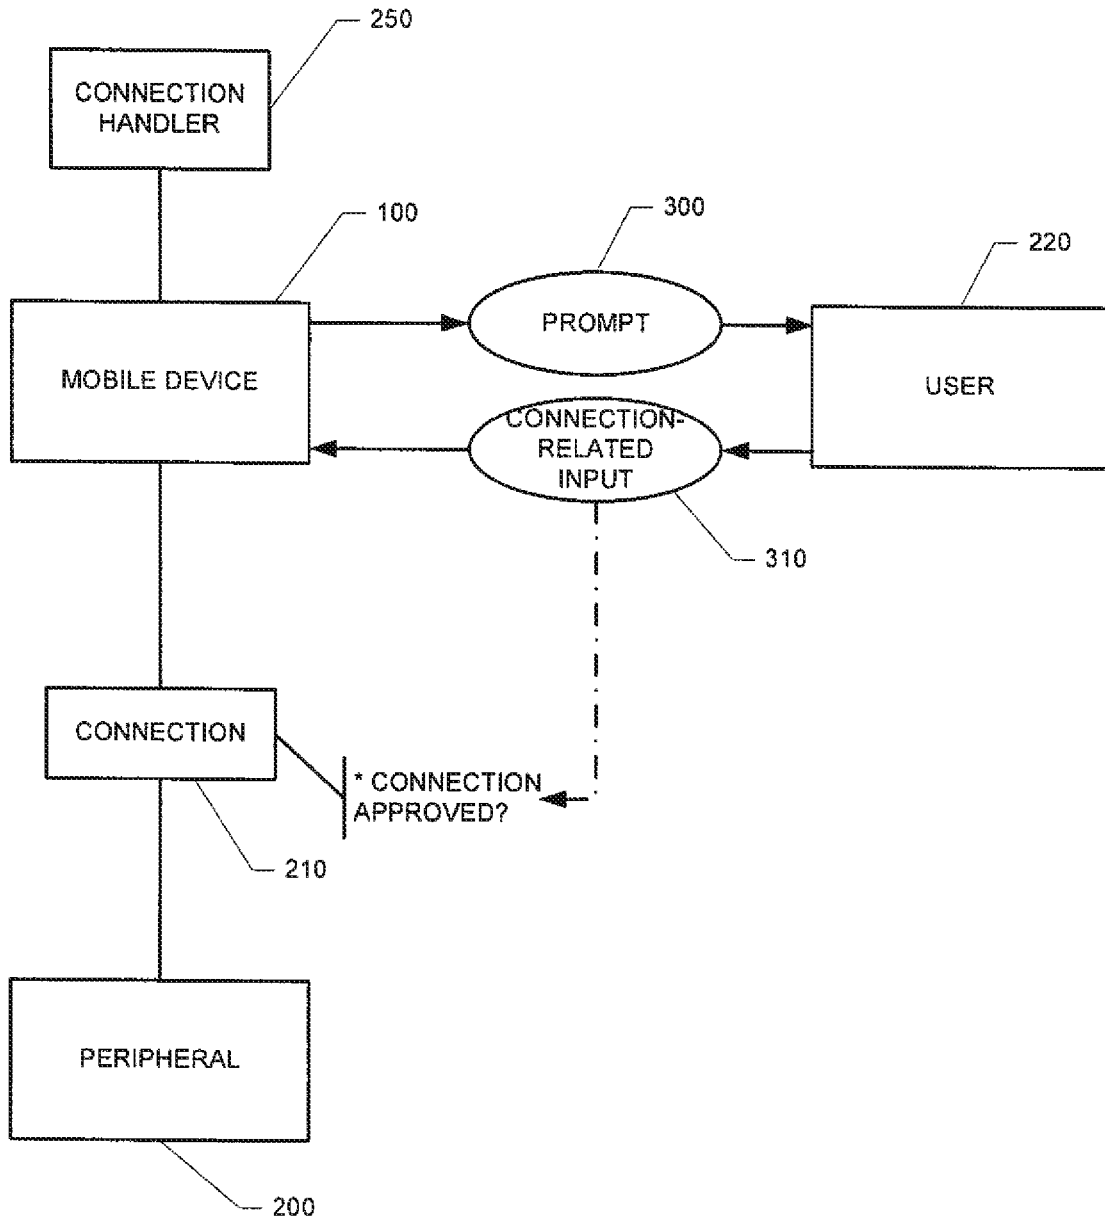 250
CONNECTION
HANDLER
100
300
220
PROMPT
MOBILE DEVICE
USER
CONNECTION-
RELATED
INPUT
310
CONNECTION
* CONNECTION
APPROVED?
210
PERIPHERAL
200